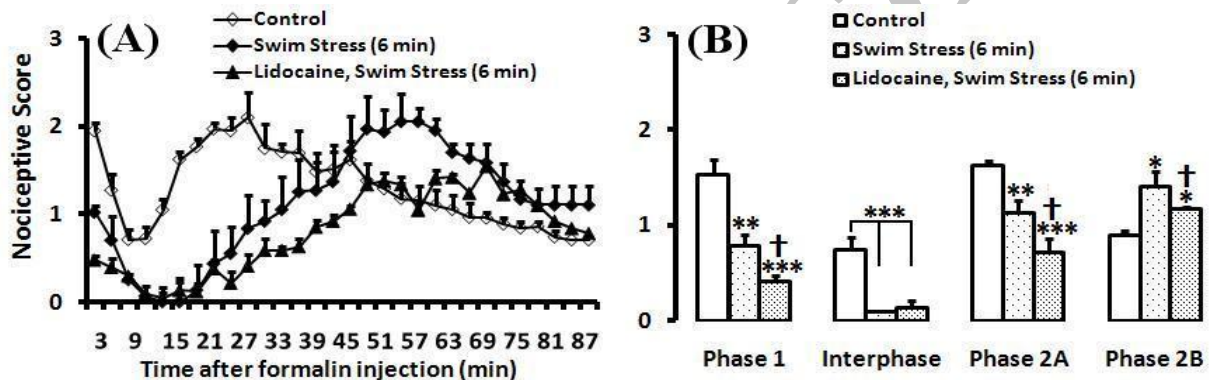 (A)
Control
Swim Stress (6 min)
Lidocaine, Swim Stress (6 min)
Nociceptive Score
3
2
1
0
3 9 15 21 27 33 39 45 51 57 63 69 75 81 87
Time after formalin injection (min)
(B)
Control
Swim Stress (6 min)
Lidocaine, Swim Stress (6 min)
3
2
1
0
**
†
***
***
**
†
***
*
†
*
Phase 1 Interphase Phase 2A Phase 2B